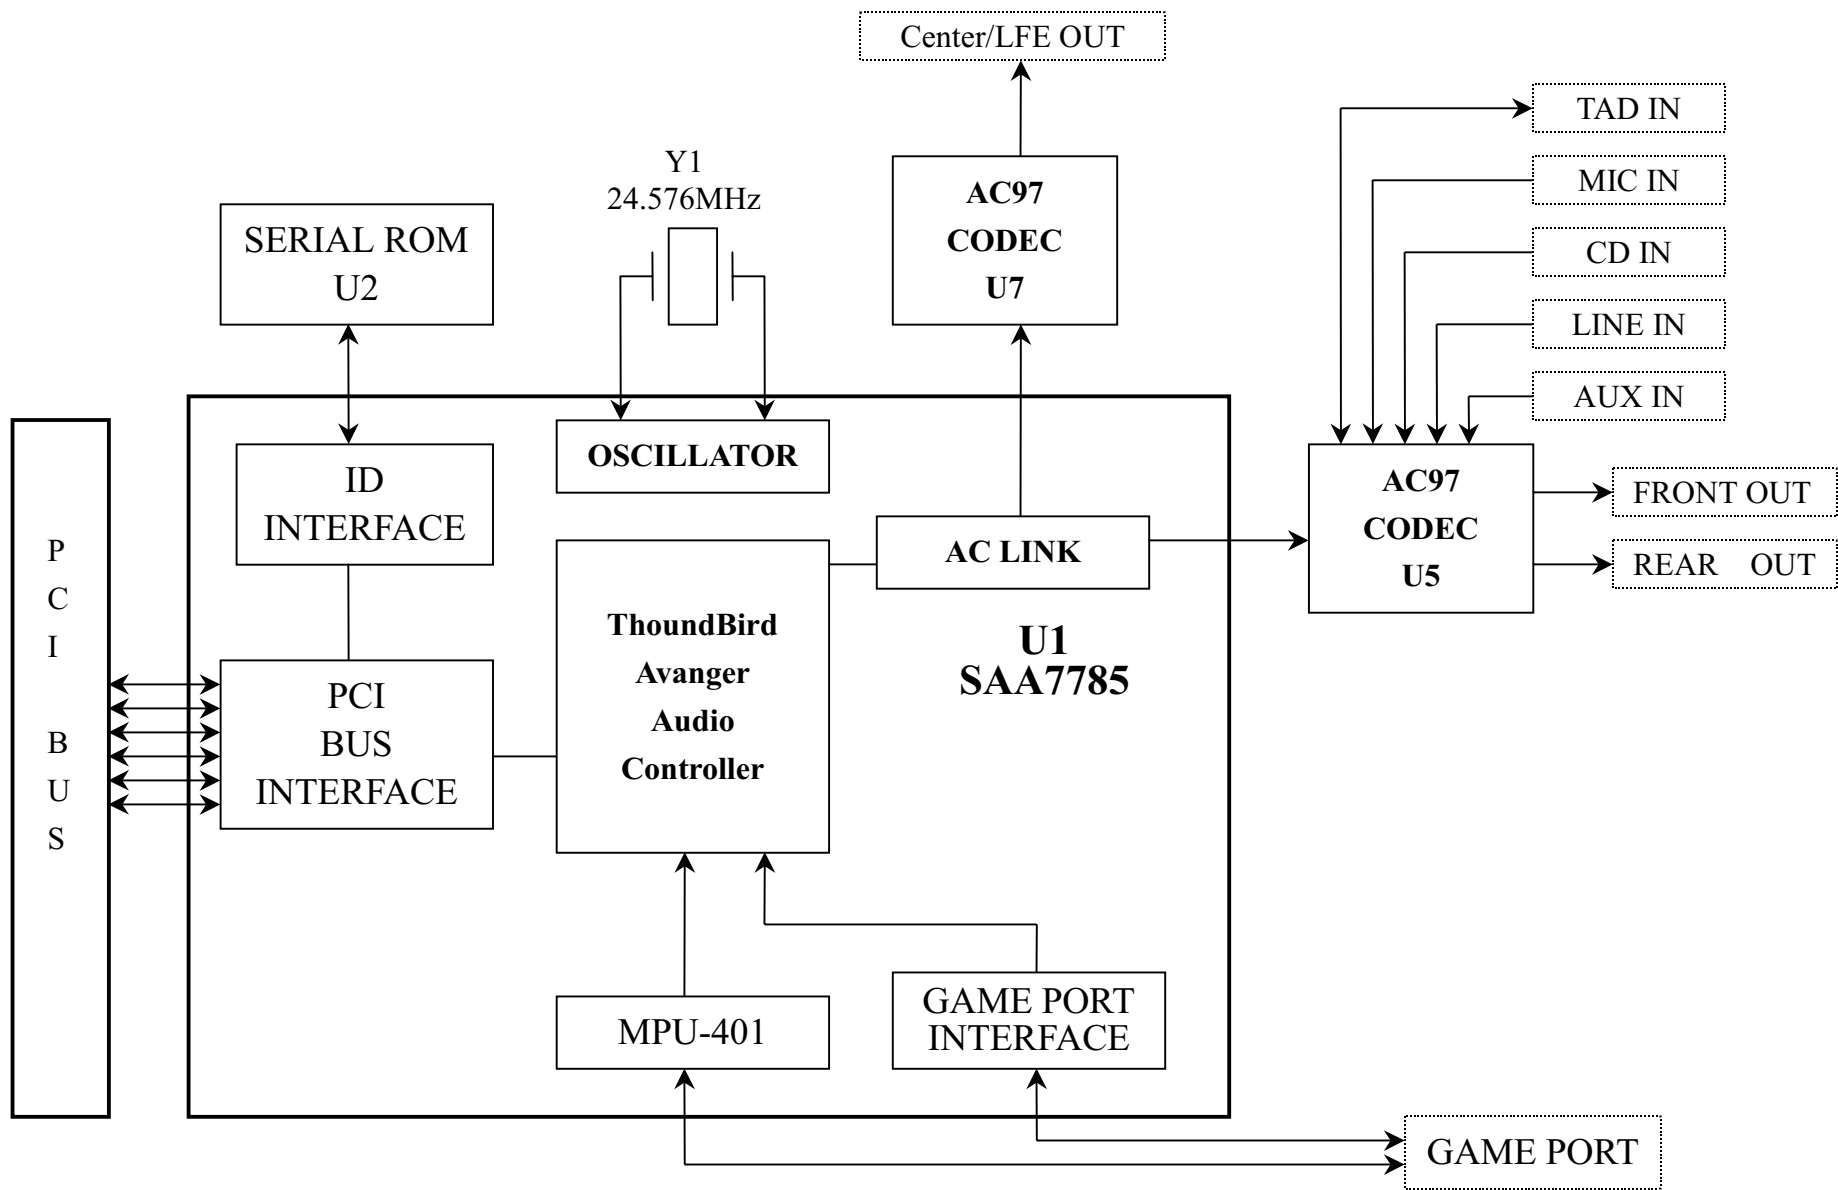 Center/LFE OUT
TAD IN
Y1
24.576MHz
AC97
CODEC
U7
MIC IN
SERIAL ROM
U2
CD IN
LINE IN
AUX IN
OSCILLATOR
ID
INTERFACE
AC97
CODEC
U5
FRONT OUT
REAR OUT
AC LINK
P
C
I
B
U
S
ThoundBird
Avanger
Audio
Controller
U1
SAA7785
PCI
BUS
INTERFACE
MPU-401
GAME PORT
INTERFACE
GAME PORT